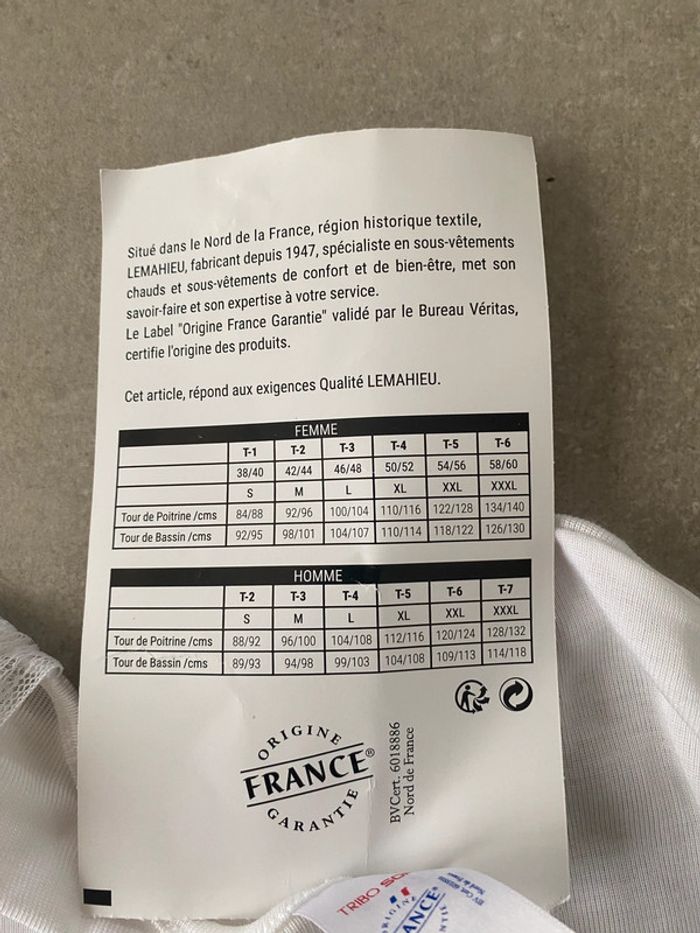 Situé dans le Nord de la France, région historique textile,
LEMAHIEU, fabricant depuis 1947, spécialiste en sous-vêtements
chauds et sous-vêtements de confort et de bien-être, met son
savoir-faire et son expertise à votre service.
Le Label "Origine France Garantie" validé par le Bureau Véritas,
certifie l'origine des produits.
Cet article, répond aux exigences Qualité LEMAHIEU.
FEMME
T-1 T-2 T-3 T-4 T-5 T-6
38/40 42/44 46/48 50/52 54/56 58/60
S M L XL XXL XXXL
Tour de Poitrine /cms 84/88 92/96 100/104 110/116 122/128 134/140
Tour de Bassin /cms 92/95 98/101 104/107 110/114 118/122 126/130
HOMME
T-2 T-3 T-4 T-5 T-6 T-7
S M L XL XXL XXXL
Tour de Poitrine /cms 88/92 96/100 104/108 112/116 120/124 128/132
Tour de Bassin /cms 89/93 94/98 99/103 104/108 109/113 114/118
ORIGINE
FRANCE®
GARANTIE
BVCert. 6018886
Nord de France
TRIBO